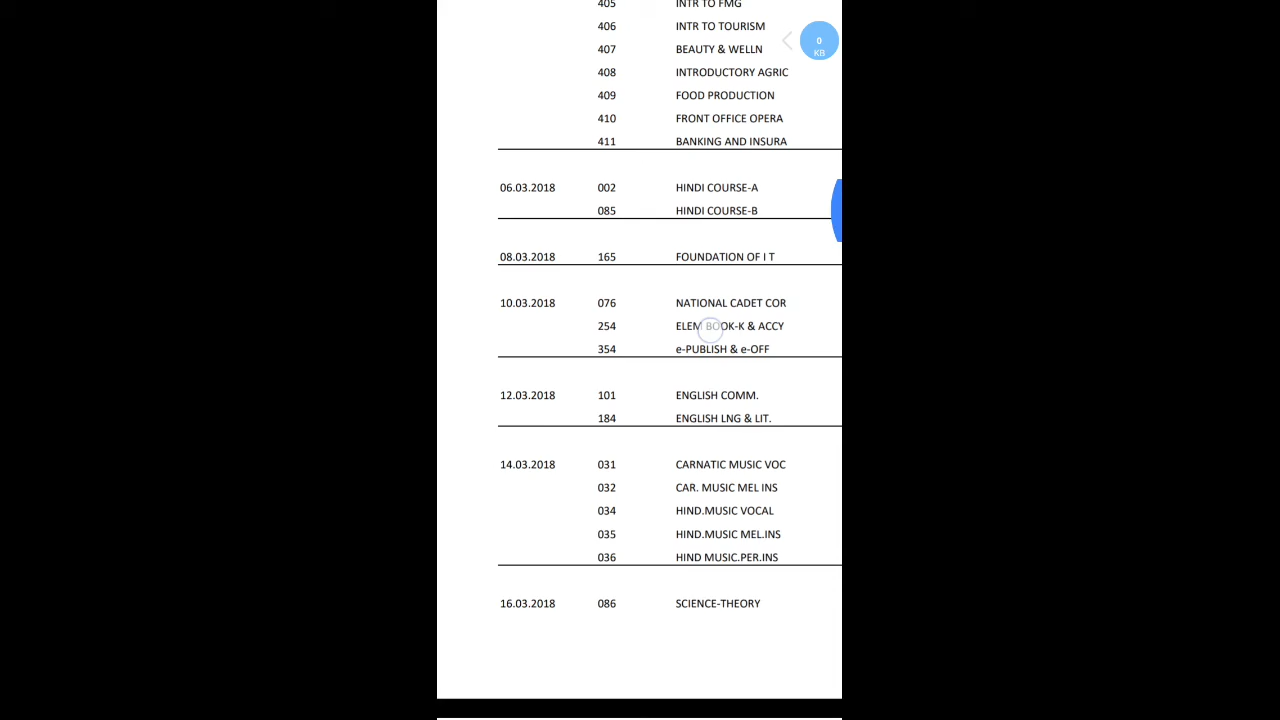 405 INTR TO FMG
406 INTR TO TOURISM
0
KB
407 BEAUTY & WELLN
408 INTRODUCTORY AGRIC
409 FOOD PRODUCTION
410 FRONT OFFICE OPERA
411 BANKING AND INSURA
06.03.2018 002 HINDI COURSE-A
085 HINDI COURSE-B
08.03.2018 165 FOUNDATION OF I T
10.03.2018 076 NATIONAL CADET COR
254 ELEM BOOK-K & ACCY
354 e-PUBLISH & e-OFF
12.03.2018 101 ENGLISH COMM.
184 ENGLISH LNG & LIT.
14.03.2018 031 CARNATIC MUSIC VOC
032 CAR. MUSIC MEL INS
034 HIND.MUSIC VOCAL
035 HIND.MUSIC MEL.INS
036 HIND MUSIC.PER.INS
16.03.2018 086 SCIENCE-THEORY